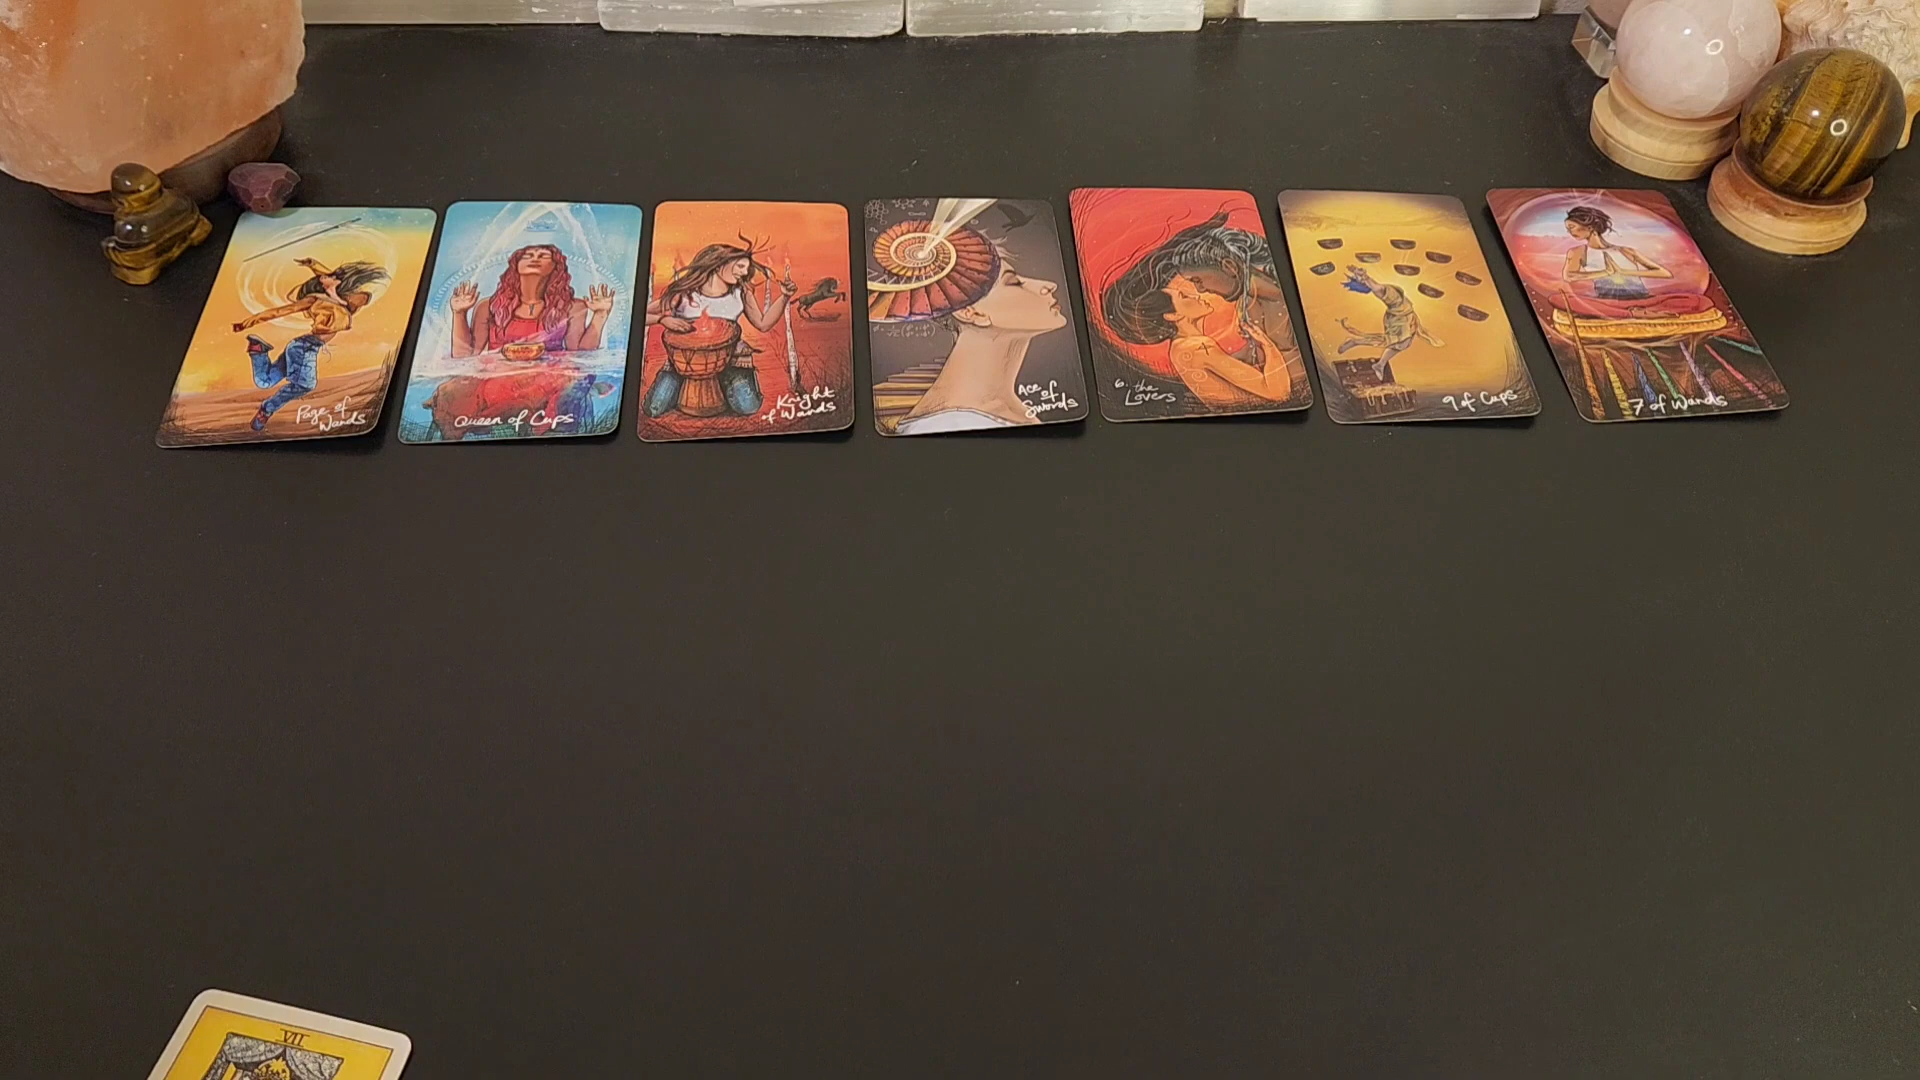 Page of
Wands
Queen of Cups
Knight
of Wands
Ace of
Swords
6. the
Lovers
9 of Cups
7 of Wands
VII